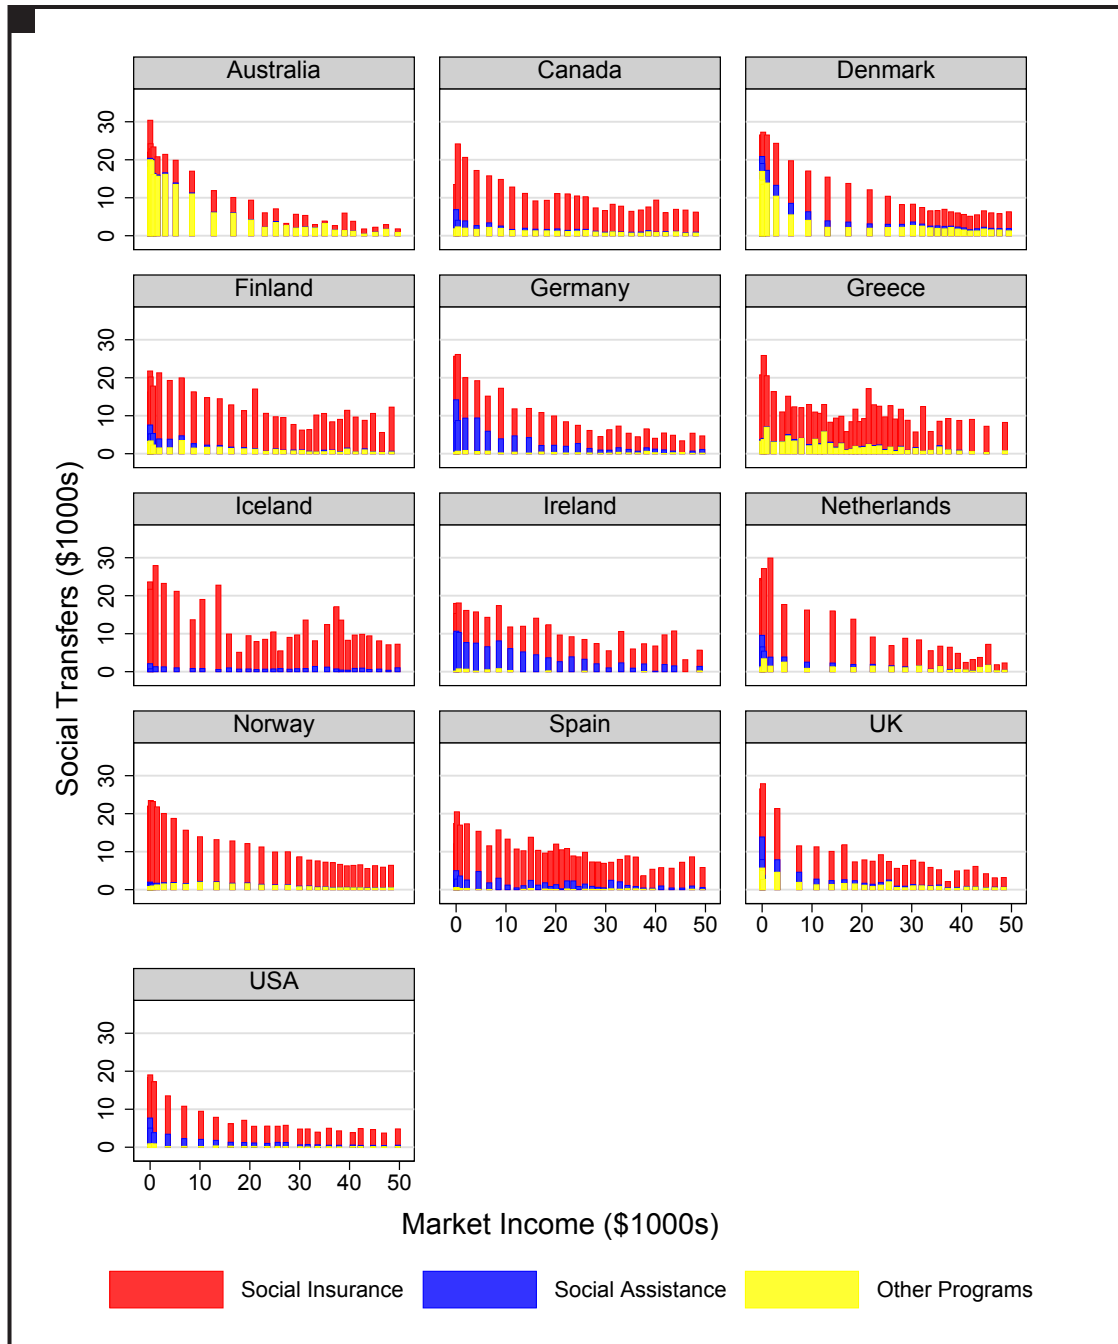 Australia
Canada
Denmark
0 10 20 30
Finland
Germany
Greece
0 10 20 30
Iceland
Ireland
Netherlands
0 10 20 30
Norway
Spain
UK
0 10 20 30
0 10 20 30 40 50
0 10 20 30 40 50
USA
0 10 20 30
0 10 20 30 40 50
Social Transfers ($1000s)
Market Income ($1000s)
Social Insurance
Social Assistance
Other Programs